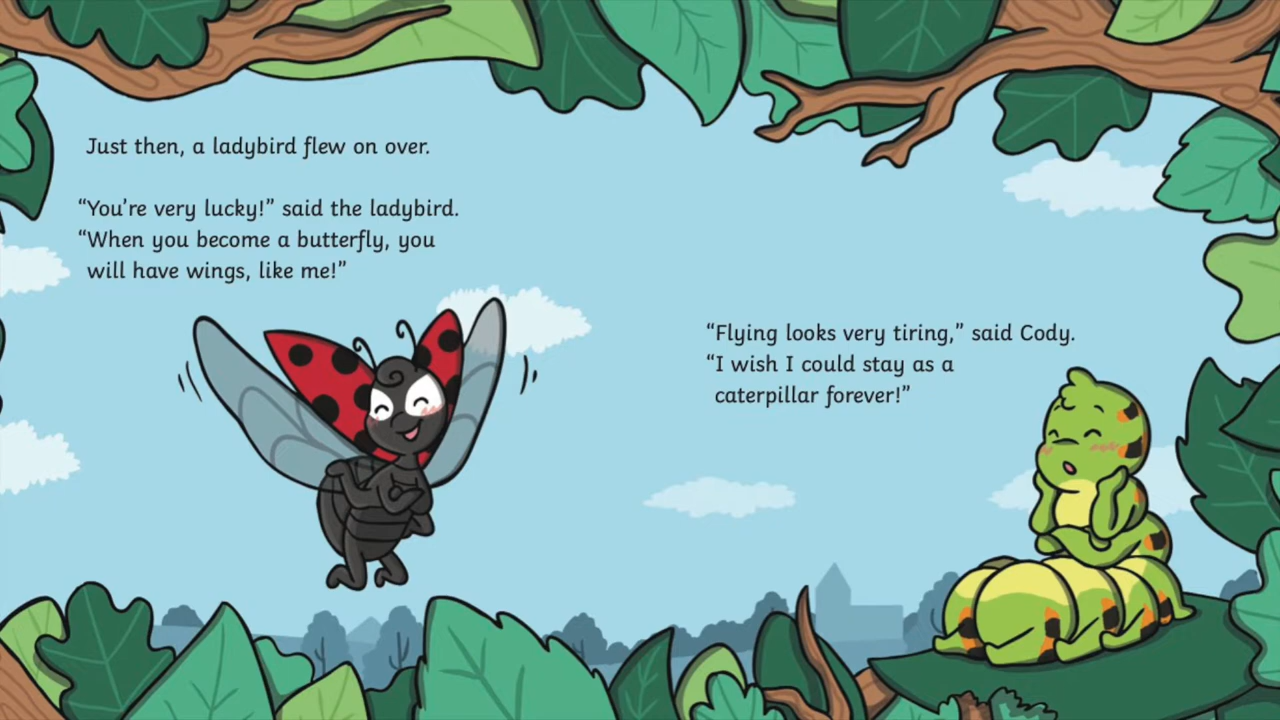 Just then, a ladybird flew on over.
“You’re very lucky!” said the ladybird.
“When you become a butterfly, you
will have wings, like me!”
“Flying looks very tiring,” said Cody.
“I wish I could stay as a
caterpillar forever!”